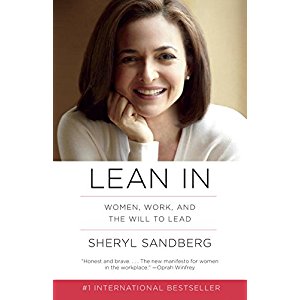 LEAN IN
WOMEN, WORK, AND
THE WILL TO LEAD
SHERYL SANDBERG
"Honest and brave. . . . The new manifesto for women
in the workplace." —Oprah Winfrey
#1 INTERNATIONAL BESTSELLER